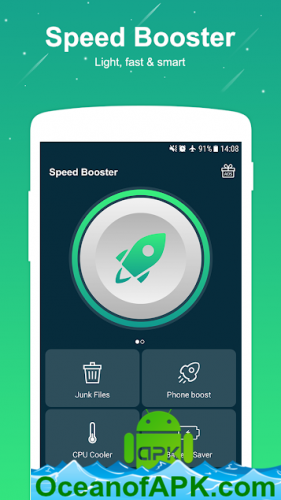 Speed Booster
Light, fast & smart
91% 14:08
Speed Booster
ADS
Junk Files
Phone boost
CPU Cooler
Saver
apk
OceanofAPK.com